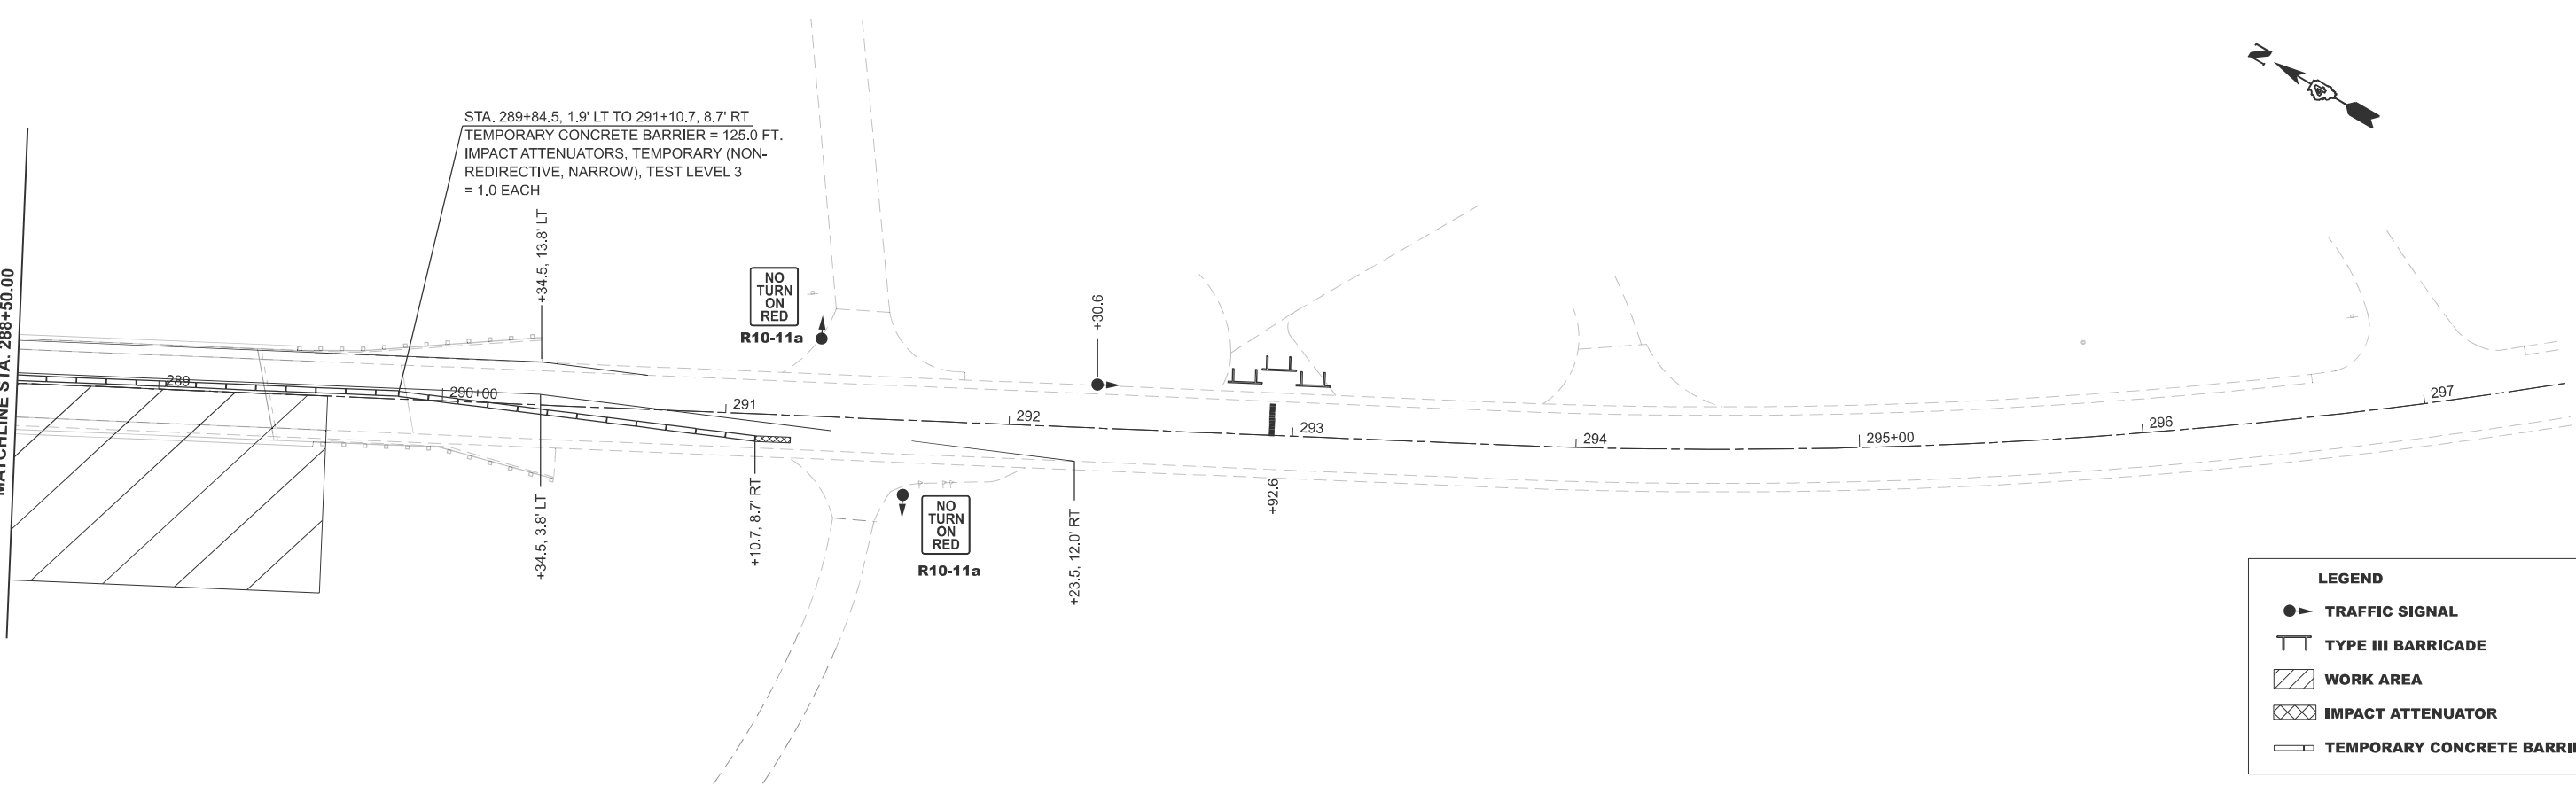 MATCHLINE STA. 288+50.00
STA. 289+84.5, 1.9' LT TO 291+10.7, 8.7' RT
TEMPORARY CONCRETE BARRIER = 125.0 FT.
IMPACT ATTENUATORS, TEMPORARY (NON-
REDIRECTIVE, NARROW), TEST LEVEL 3
= 1.0 EACH
+34.5, 13.8' LT
NO
TURN
ON
RED
R10-11a
+30.6
N
289
290+00
291
292
293
294
295+00
296
297
+34.5, 3.8' LT
+10.7, 8.7' RT
NO
TURN
ON
RED
R10-11a
+23.5, 12.0' RT
+92.6
LEGEND
TRAFFIC SIGNAL
TYPE III BARRICADE
WORK AREA
IMPACT ATTENUATOR
TEMPORARY CONCRETE